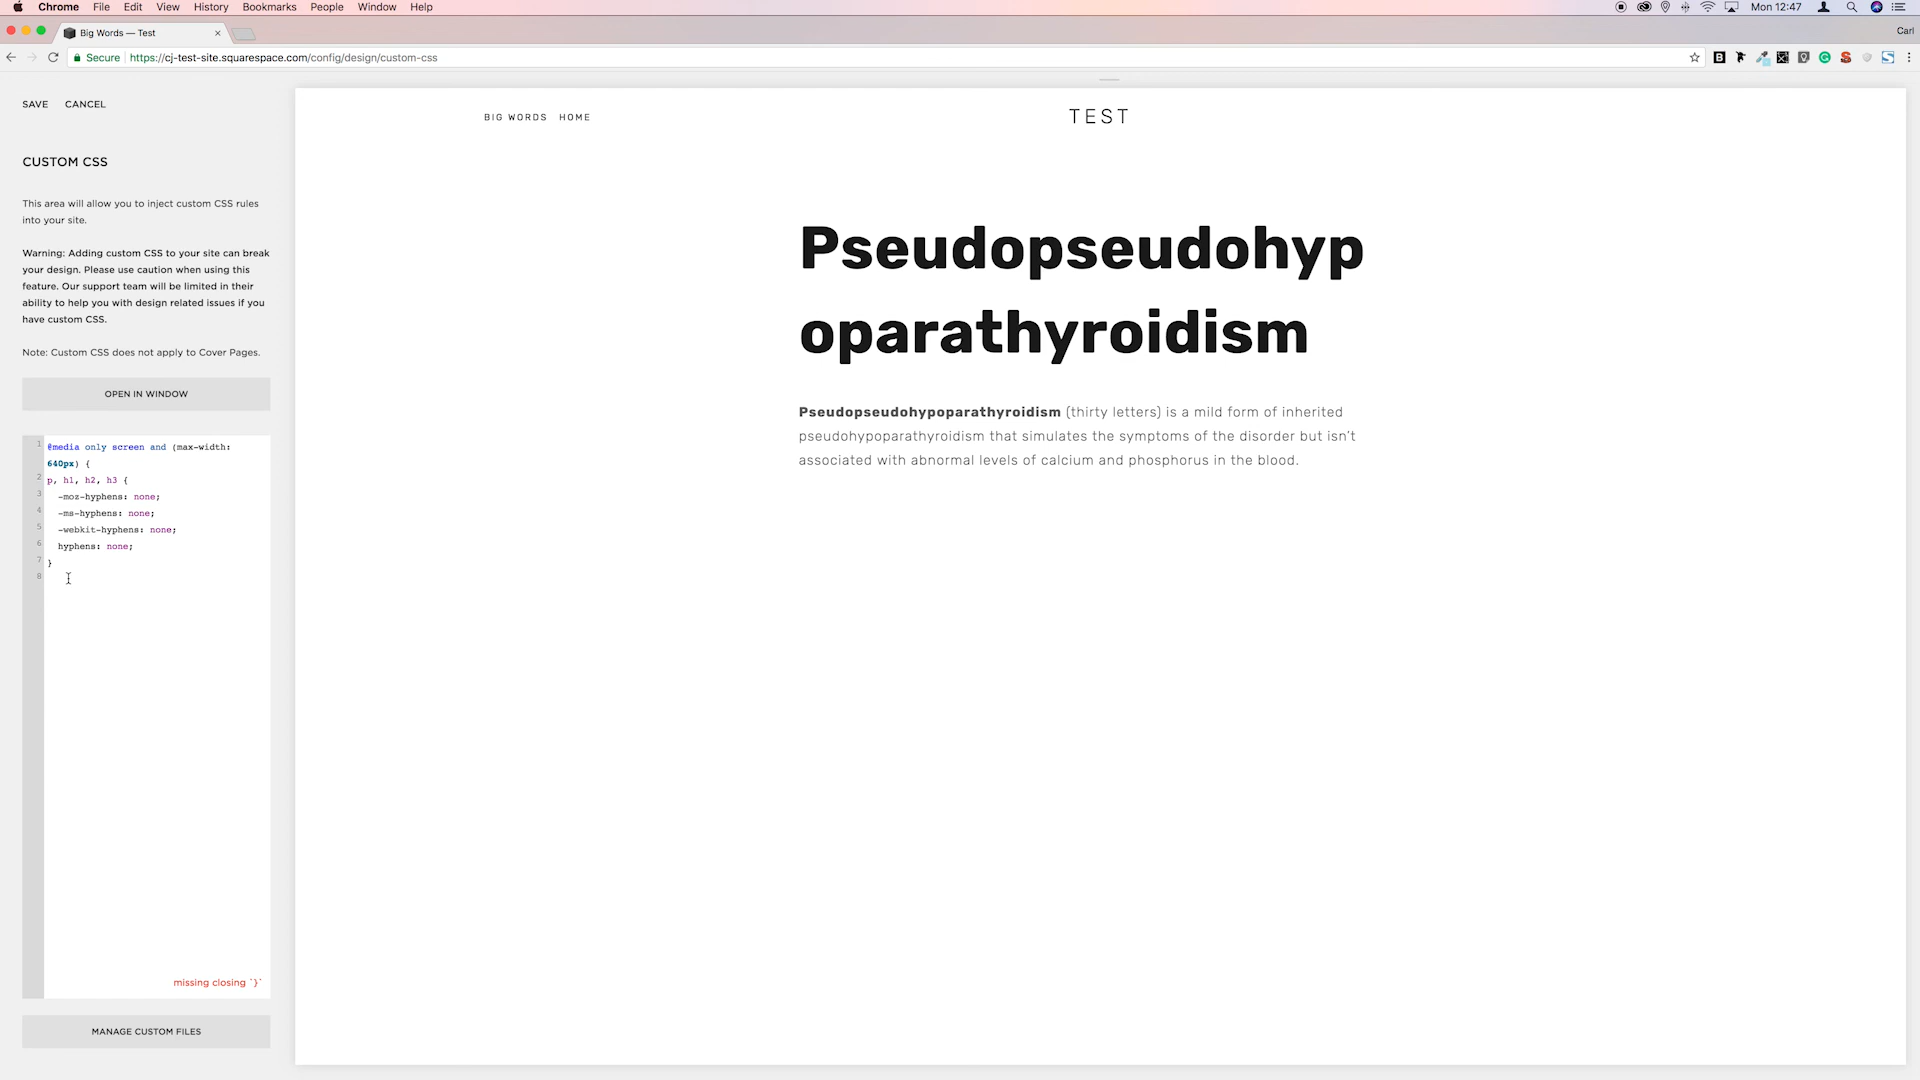 Chrome File Edit View History Bookmarks People Window Help Mon 12:47
Big Words — Test × Carl
Secure https://cj-test-site.squarespace.com/config/design/custom-css
SAVE CANCEL
BIG WORDS HOME TEST
CUSTOM CSS
This area will allow you to inject custom CSS rules
into your site.
Warning: Adding custom CSS to your site can break
your design. Please use caution when using this
feature. Our support team will be limited in their
ability to help you with design related issues if you
have custom CSS.
Note: Custom CSS does not apply to Cover Pages.
OPEN IN WINDOW
1 @media only screen and (max-width:
640px) {
2 p, h1, h2, h3 {
3 -moz-hyphens: none;
4 -ms-hyphens: none;
5 -webkit-hyphens: none;
6 hyphens: none;
7 }
8
missing closing `}`
MANAGE CUSTOM FILES
Pseudopseudohyp
oparathyroidism
Pseudopseudohypoparathyroidism (thirty letters) is a mild form of inherited
pseudohypoparathyroidism that simulates the symptoms of the disorder but isn't
associated with abnormal levels of calcium and phosphorus in the blood.